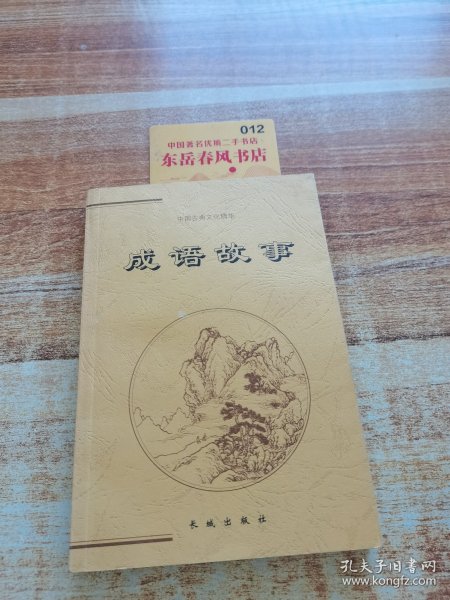 012
中国著名优质二手书店
东岳春风书店
中国古典文化精华
成语故事
长城出版社
孔夫子旧书网
www.kongfz.com